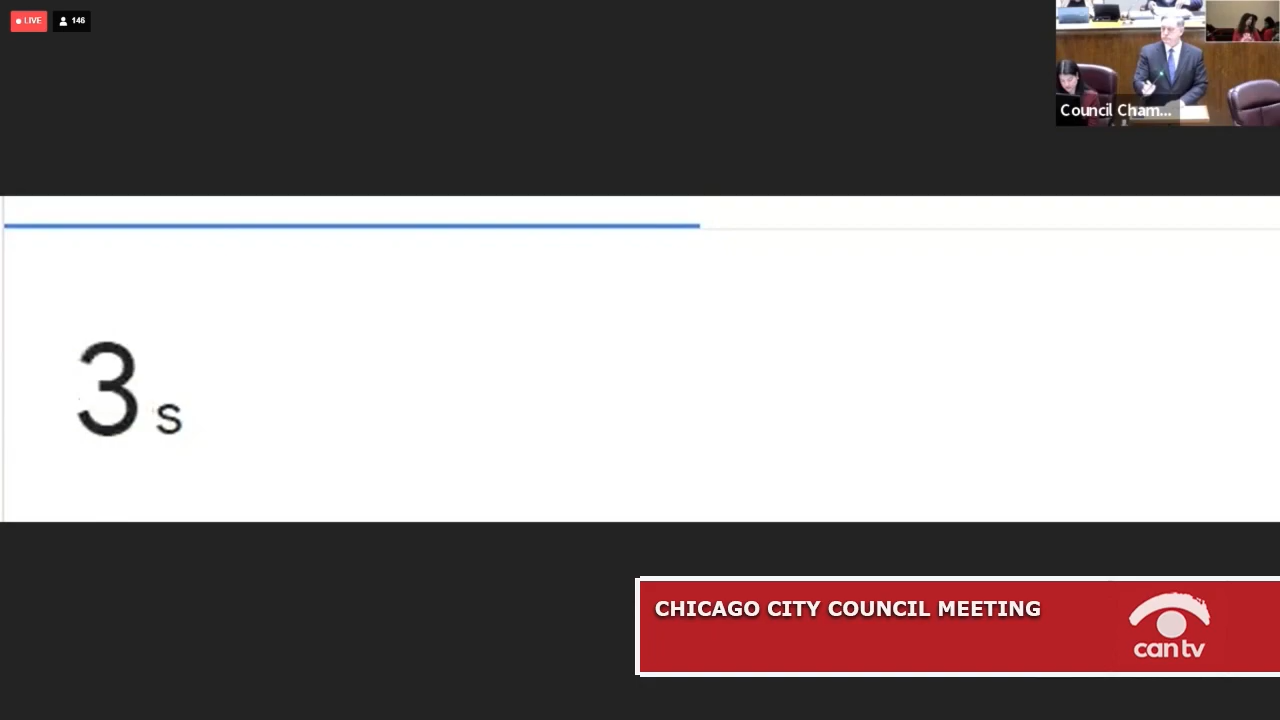 LIVE
146
Council Cham...
3 s
CHICAGO CITY COUNCIL MEETING
can tv